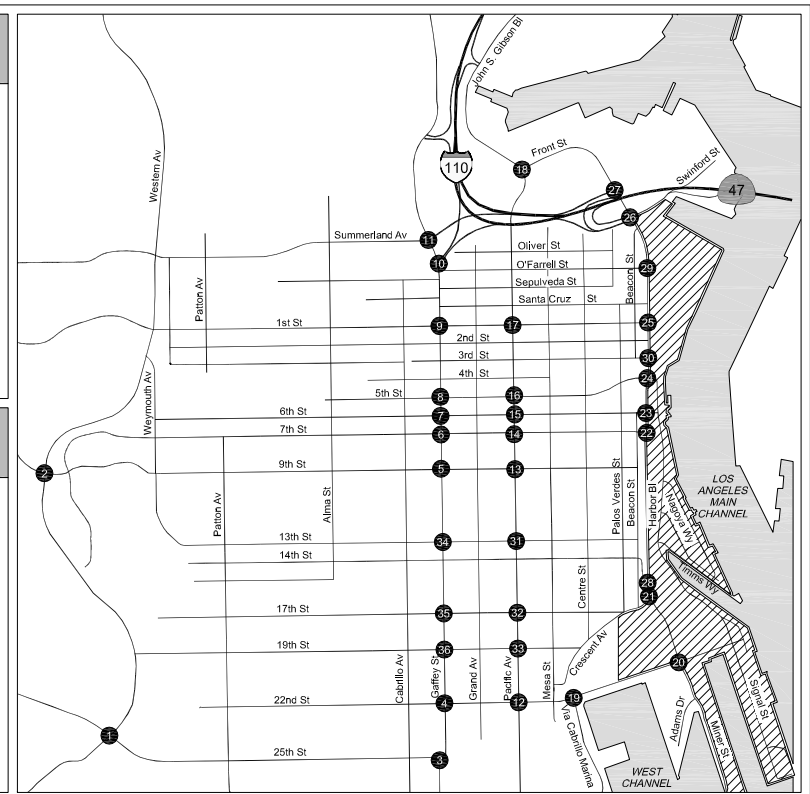 John S. Gibson Bl
Front St
18
110
Swinford St
27
47
26
Western Av
Summerland Av
11
10
Oliver St
O'Farrell St
29
Sepulveda St
Beacon St
Santa Cruz St
Patton Av
1st St
9
17
25
2nd St
3rd St
30
4th St
24
5th St
8
16
Weymouth Av
6th St
7
15
23
7th St
6
14
22
2
9th St
5
13
Patton Av
Alma St
Palos Verdes St
Beacon St
Harbor Bl
Nagoya Wy
LOS
ANGELES
MAIN
CHANNEL
13th St
34
31
14th St
Centre St
28
21
Timms Wy
17th St
35
32
19th St
36
33
Crescent Av
20
Cabrillo Av
Gaffey St
Grand Av
Pacific Av
Mesa St
22nd St
4
12
19
Via Cabrillo Marina
Adams Dr
Miner St
Signal St
1
25th St
3
WEST
CHANNEL